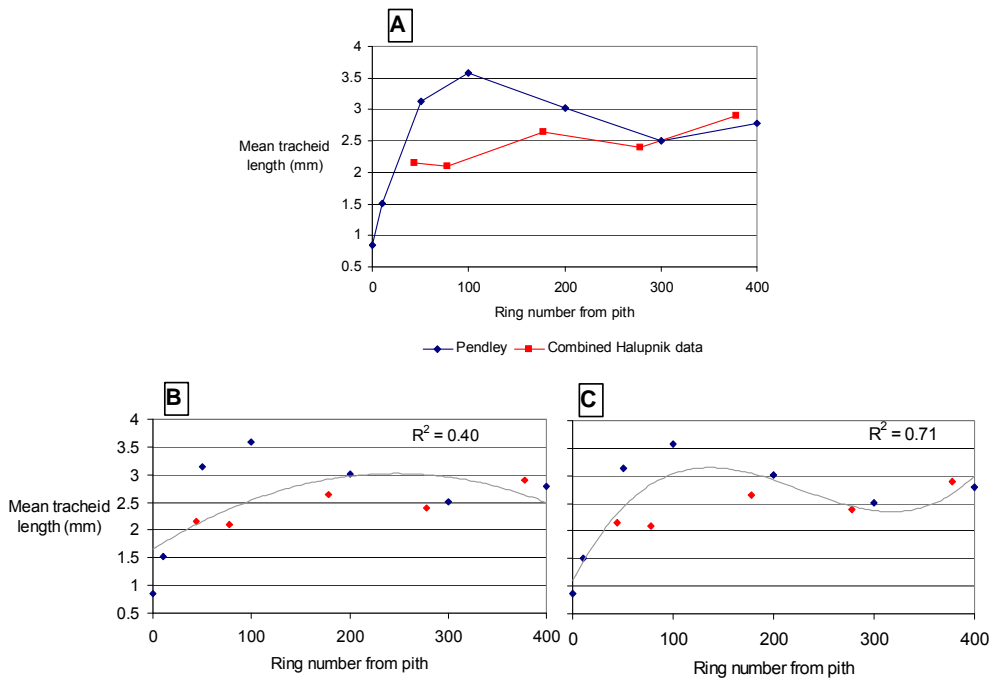 A
4
3.5
3
2.5
2
1.5
1
0.5
Mean tracheid
length (mm)
0 100 200 300 400
Ring number from pith
Pendley Combined Halupnik data
B
4
3.5
3
2.5
2
1.5
1
0.5
Mean tracheid
length (mm)
R² = 0.40
0 100 200 300 400
Ring number from pith
C
R² = 0.71
0 100 200 300 400
Ring number from pith